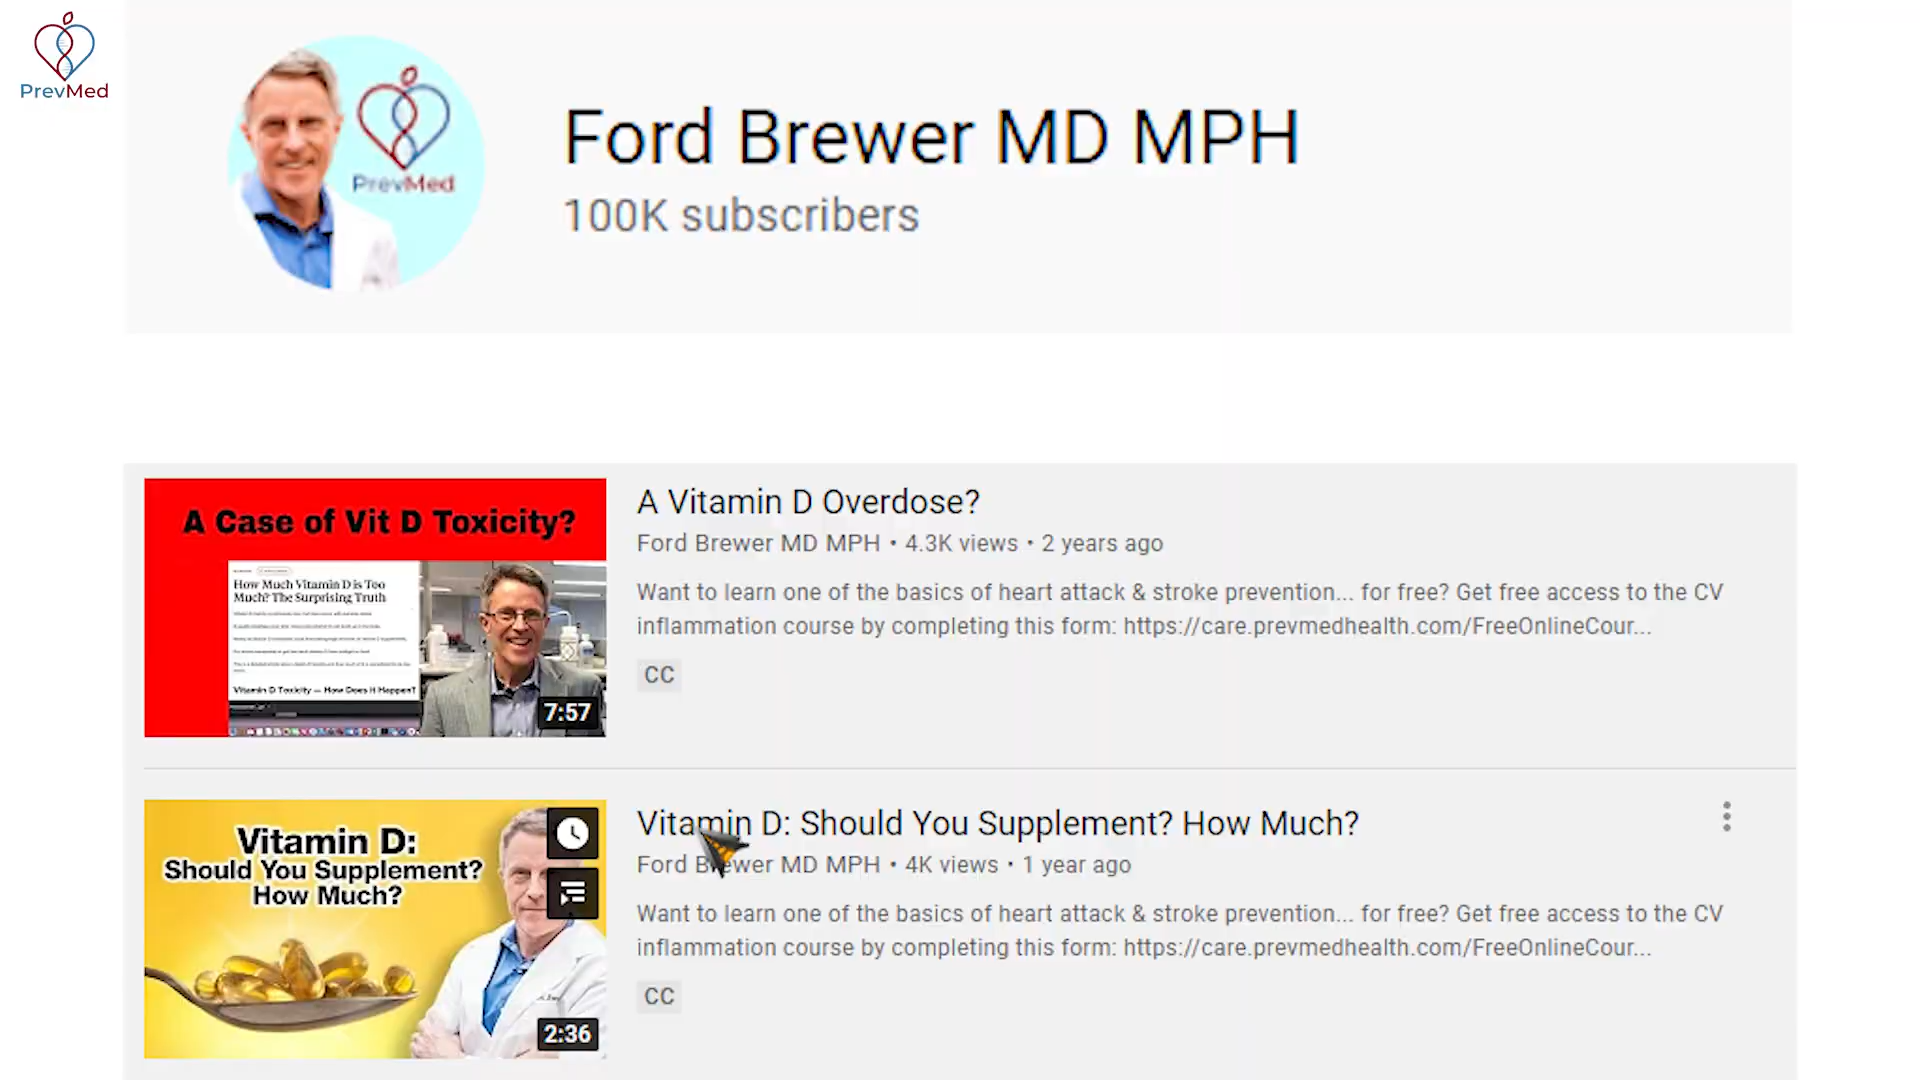 PrevMed
PrevMed
Ford Brewer MD MPH
100K subscribers
A Case of Vit D Toxicity?
How Much Vitamin D is Too
Much? The Surprising Truth
Vitamin D Toxicity — How Does it Happen?
7:57
A Vitamin D Overdose?
Ford Brewer MD MPH • 4.3K views • 2 years ago
Want to learn one of the basics of heart attack & stroke prevention... for free? Get free access to the CV
inflammation course by completing this form: https://care.prevmedhealth.com/FreeOnlineCour...
CC
Vitamin D:
Should You Supplement?
How Much?
2:36
Vitamin D: Should You Supplement? How Much?
Ford Brewer MD MPH • 4K views • 1 year ago
Want to learn one of the basics of heart attack & stroke prevention... for free? Get free access to the CV
inflammation course by completing this form: https://care.prevmedhealth.com/FreeOnlineCour...
CC